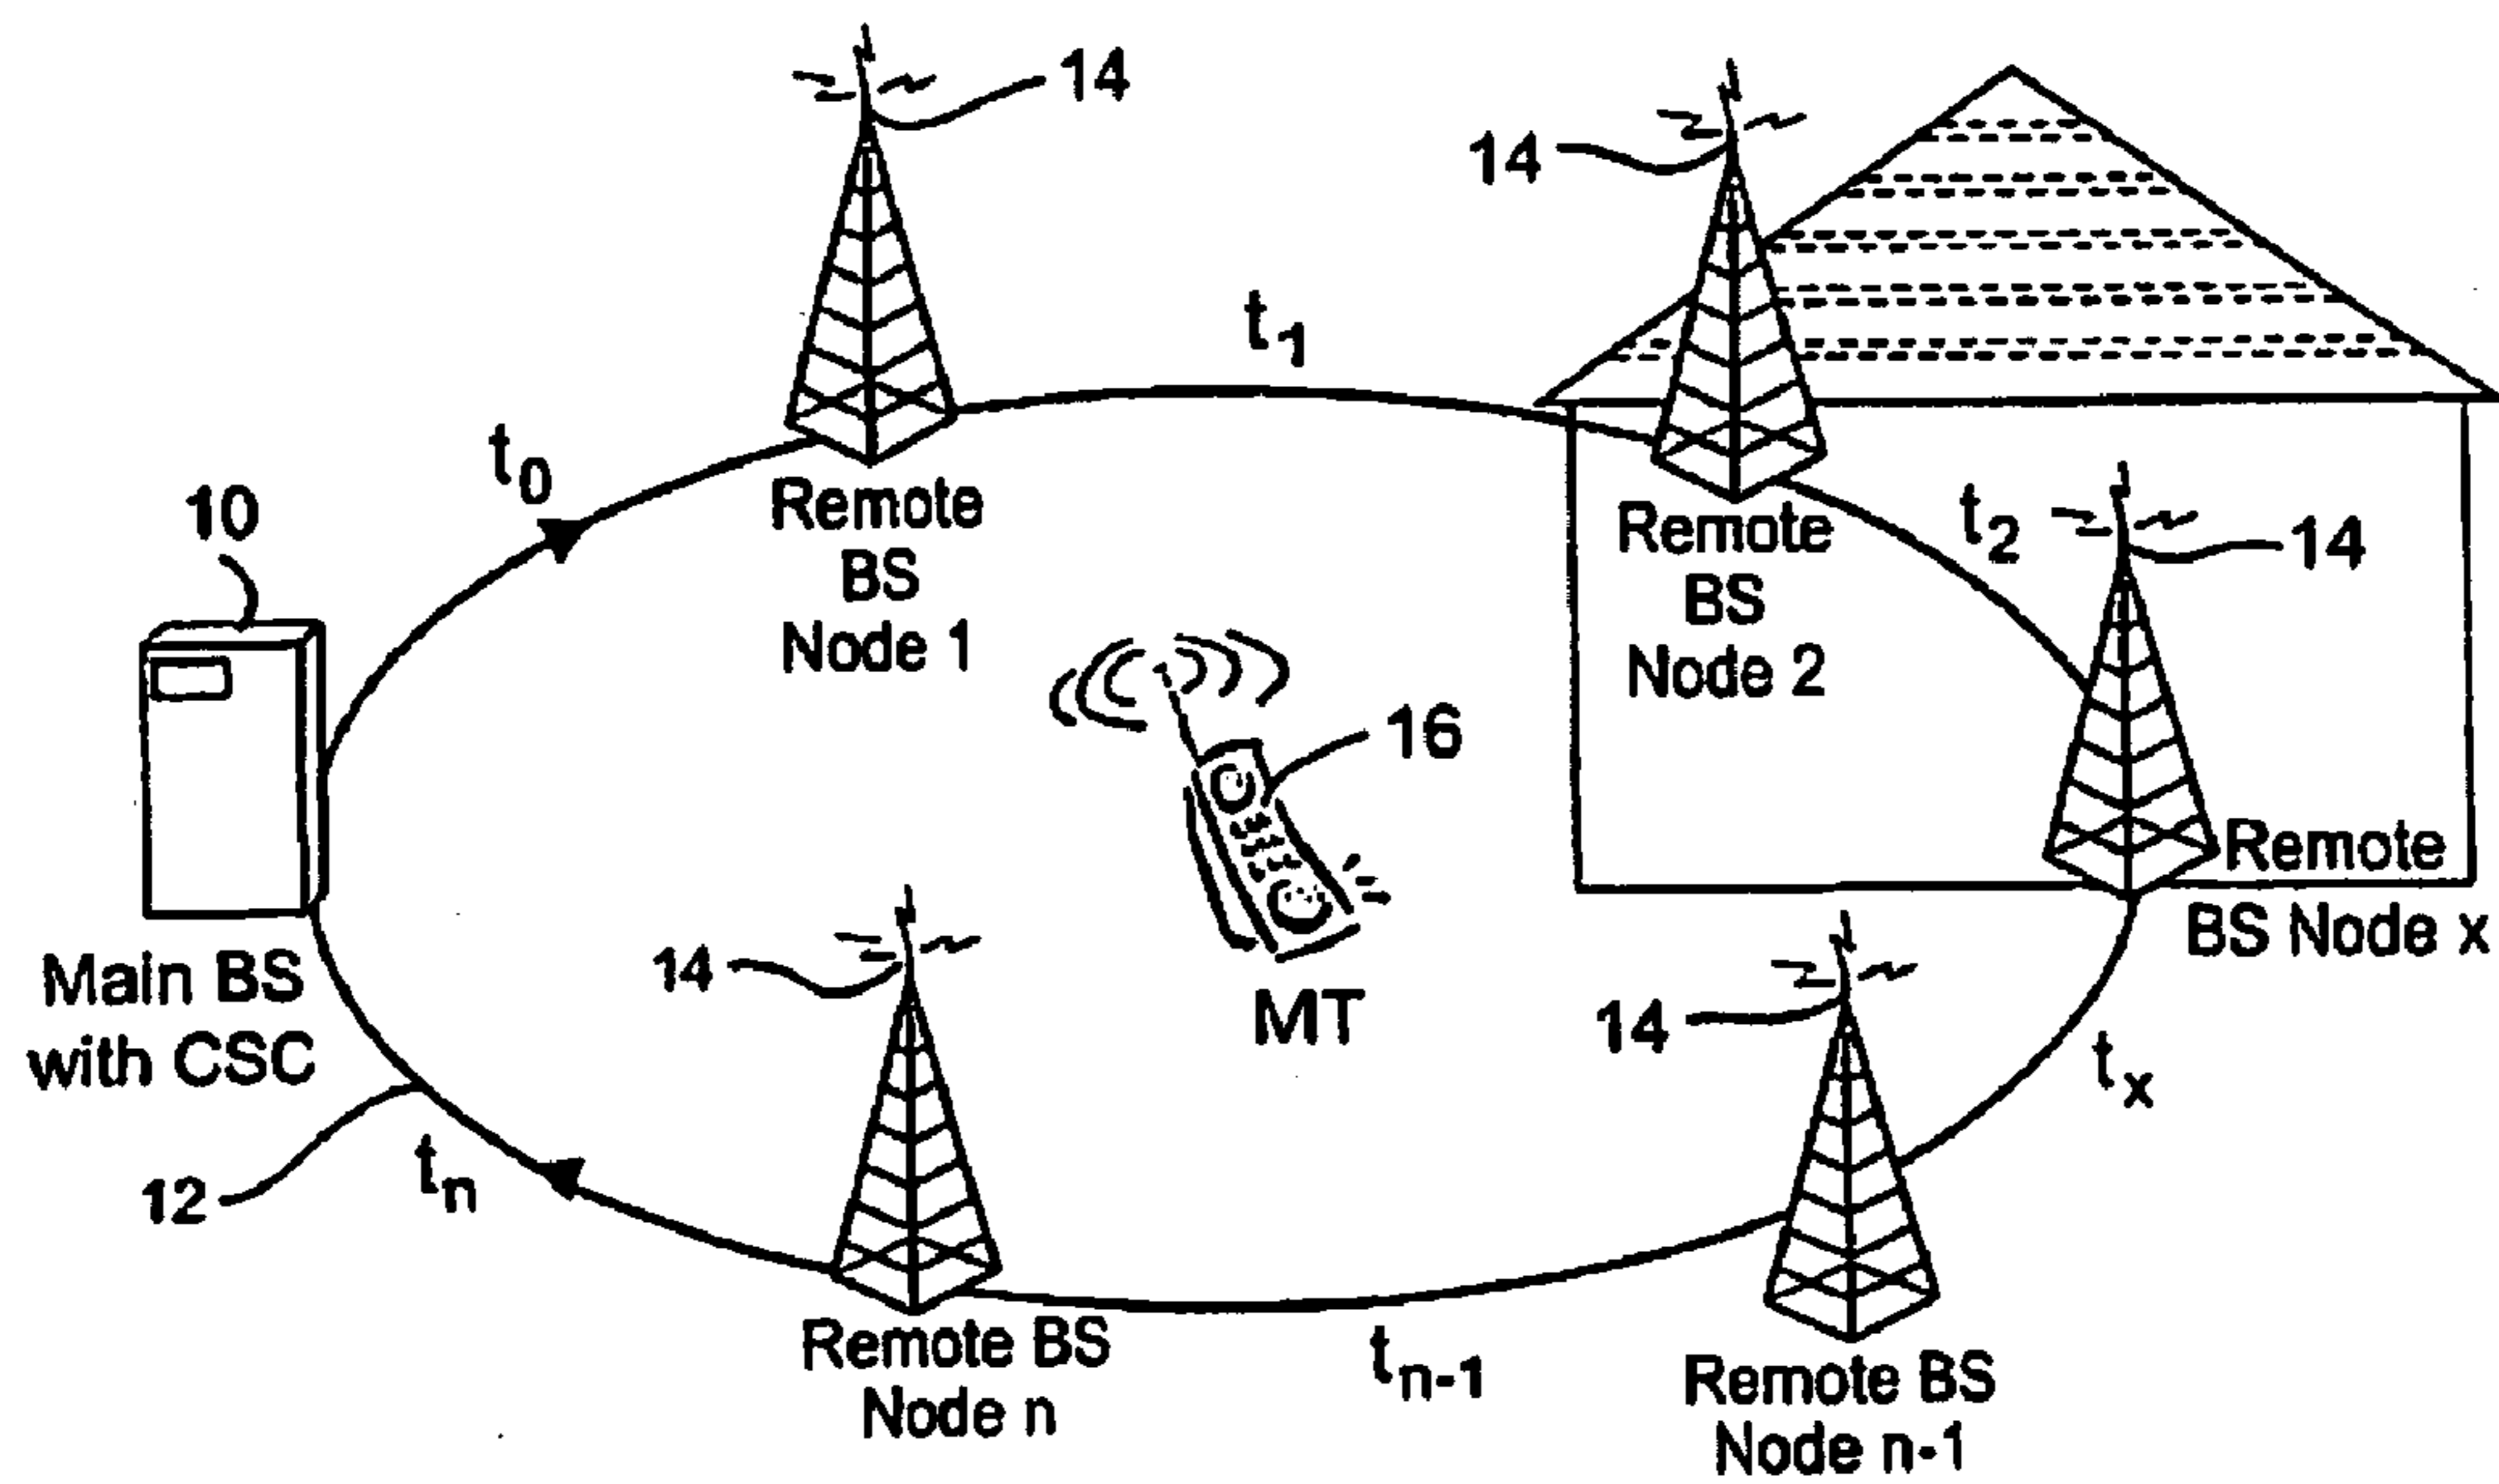 14
14
t1
t0
10
Remote
BS
Node 1
Remote
BS
Node 2
t2
14
16
Remote
BS Node x
Main BS
with CSC
14
MT
14
tx
12
tn
Remote BS
Node n
tn-1
Remote BS
Node n-1